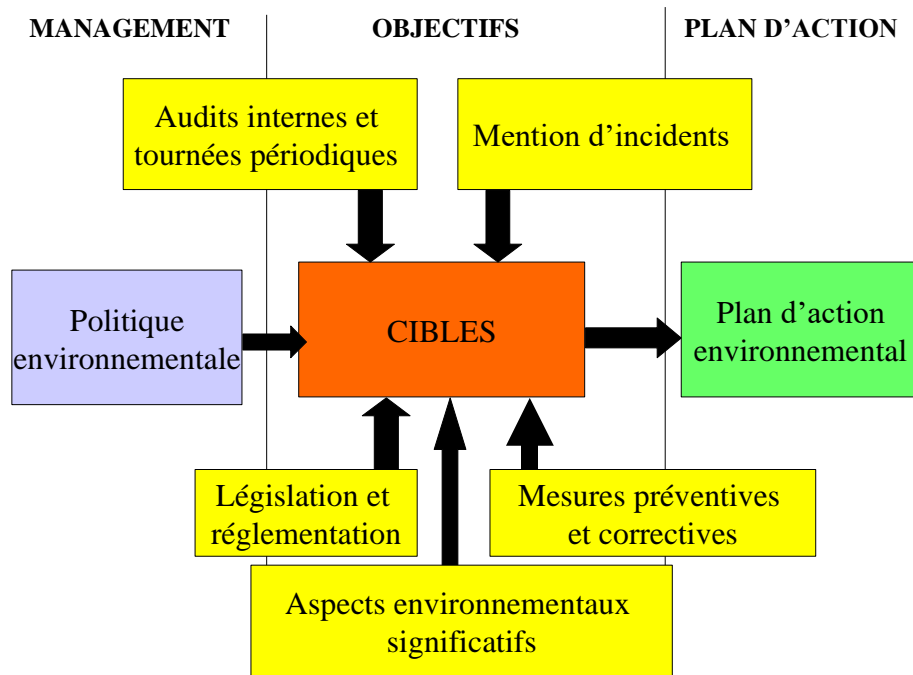 MANAGEMENT
OBJECTIFS
PLAN D’ACTION
Audits internes et
tournées périodiques
Mention d’incidents
Politique
environnementale
CIBLES
Plan d’action
environnemental
Législation et
réglementation
Mesures préventives
et correctives
Aspects environnementaux
significatifs